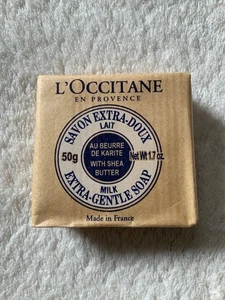 L'OCCITANE
EN PROVENCE
SAVON EXTRA-DOUX
LAIT
50g
AU BEURRE
DE KARITE
WITH SHEA
BUTTER
Net Wt 1.7 oz.
MILK
EXTRA-GENTLE SOAP
Made in France